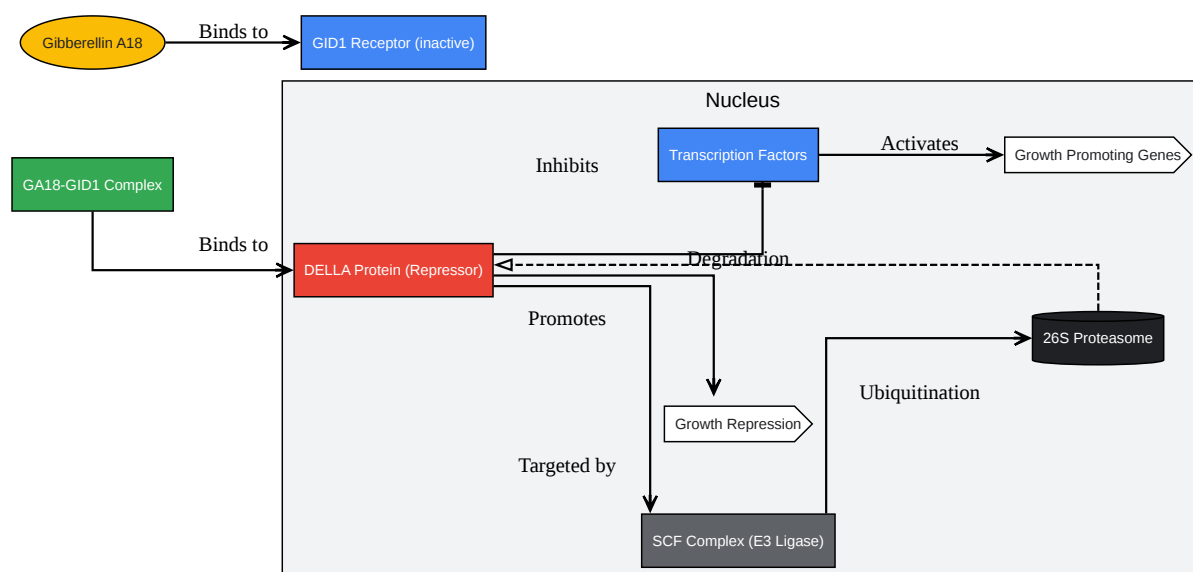 Gibberellin A18
Binds to
GID1 Receptor (inactive)
Nucleus
GA18-GID1 Complex
Inhibits
Transcription Factors
Activates
Growth Promoting Genes
Binds to
DELLA Protein (Repressor)
Degradation
Promotes
26S Proteasome
Ubiquitination
Growth Repression
Targeted by
SCF Complex (E3 Ligase)